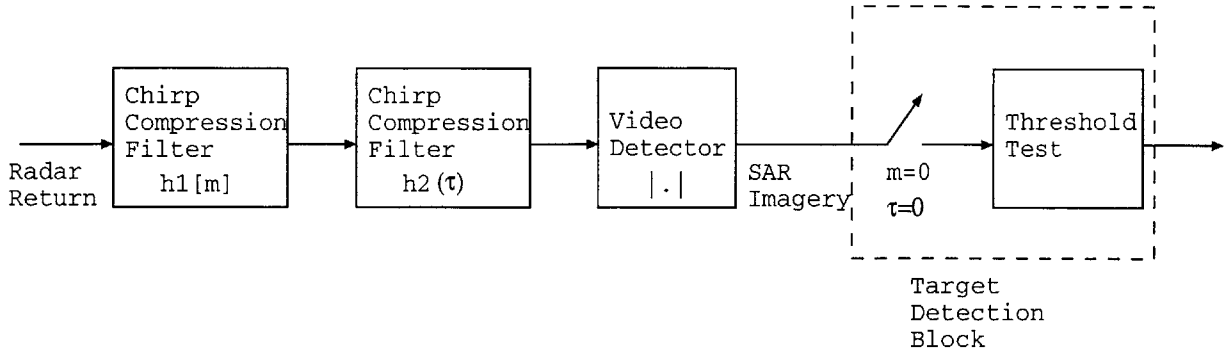 Radar
Return
Chirp
Compression
Filter
h1[m]
Chirp
Compression
Filter
h2(τ)
Video
Detector
|.|
SAR
Imagery
m=0
τ=0
Threshold
Test
Target
Detection
Block